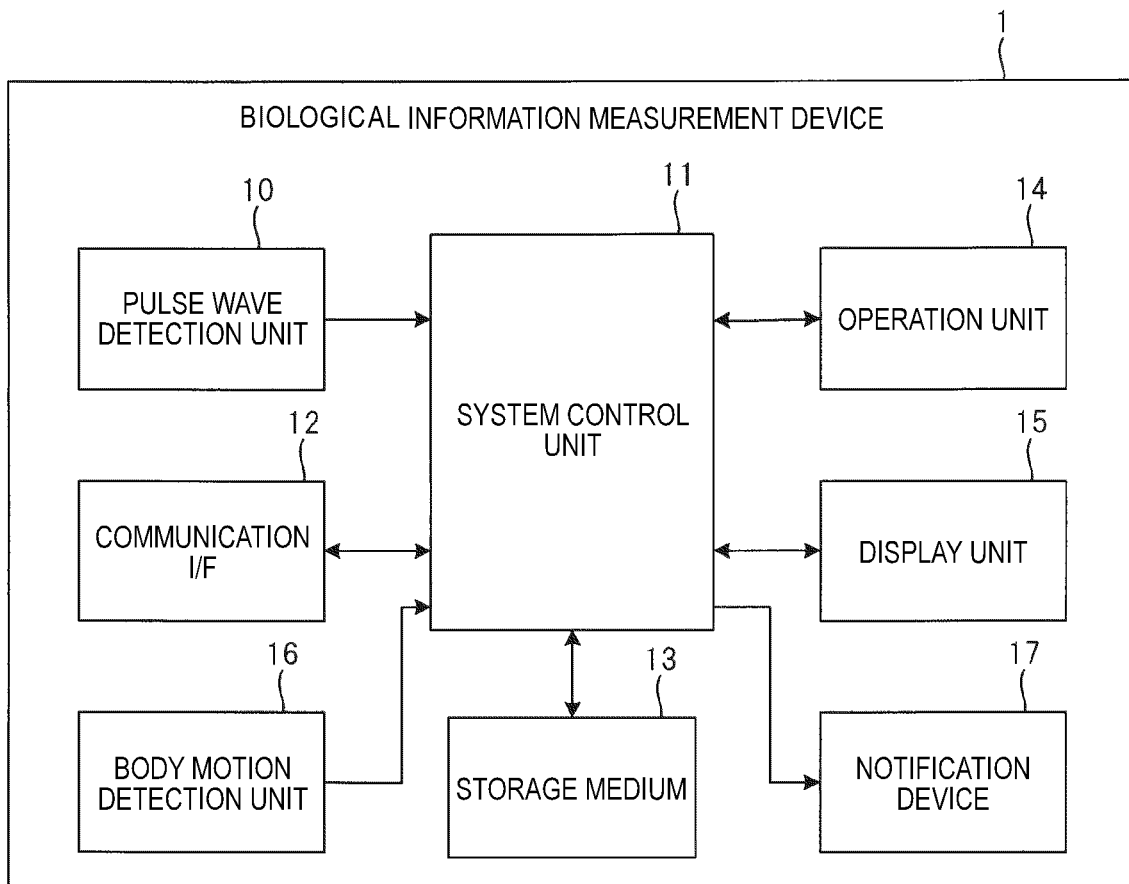 1
BIOLOGICAL INFORMATION MEASUREMENT DEVICE
10
PULSE WAVE
DETECTION UNIT
11
SYSTEM CONTROL
UNIT
14
OPERATION UNIT
12
COMMUNICATION
I/F
15
DISPLAY UNIT
16
BODY MOTION
DETECTION UNIT
13
STORAGE MEDIUM
17
NOTIFICATION
DEVICE